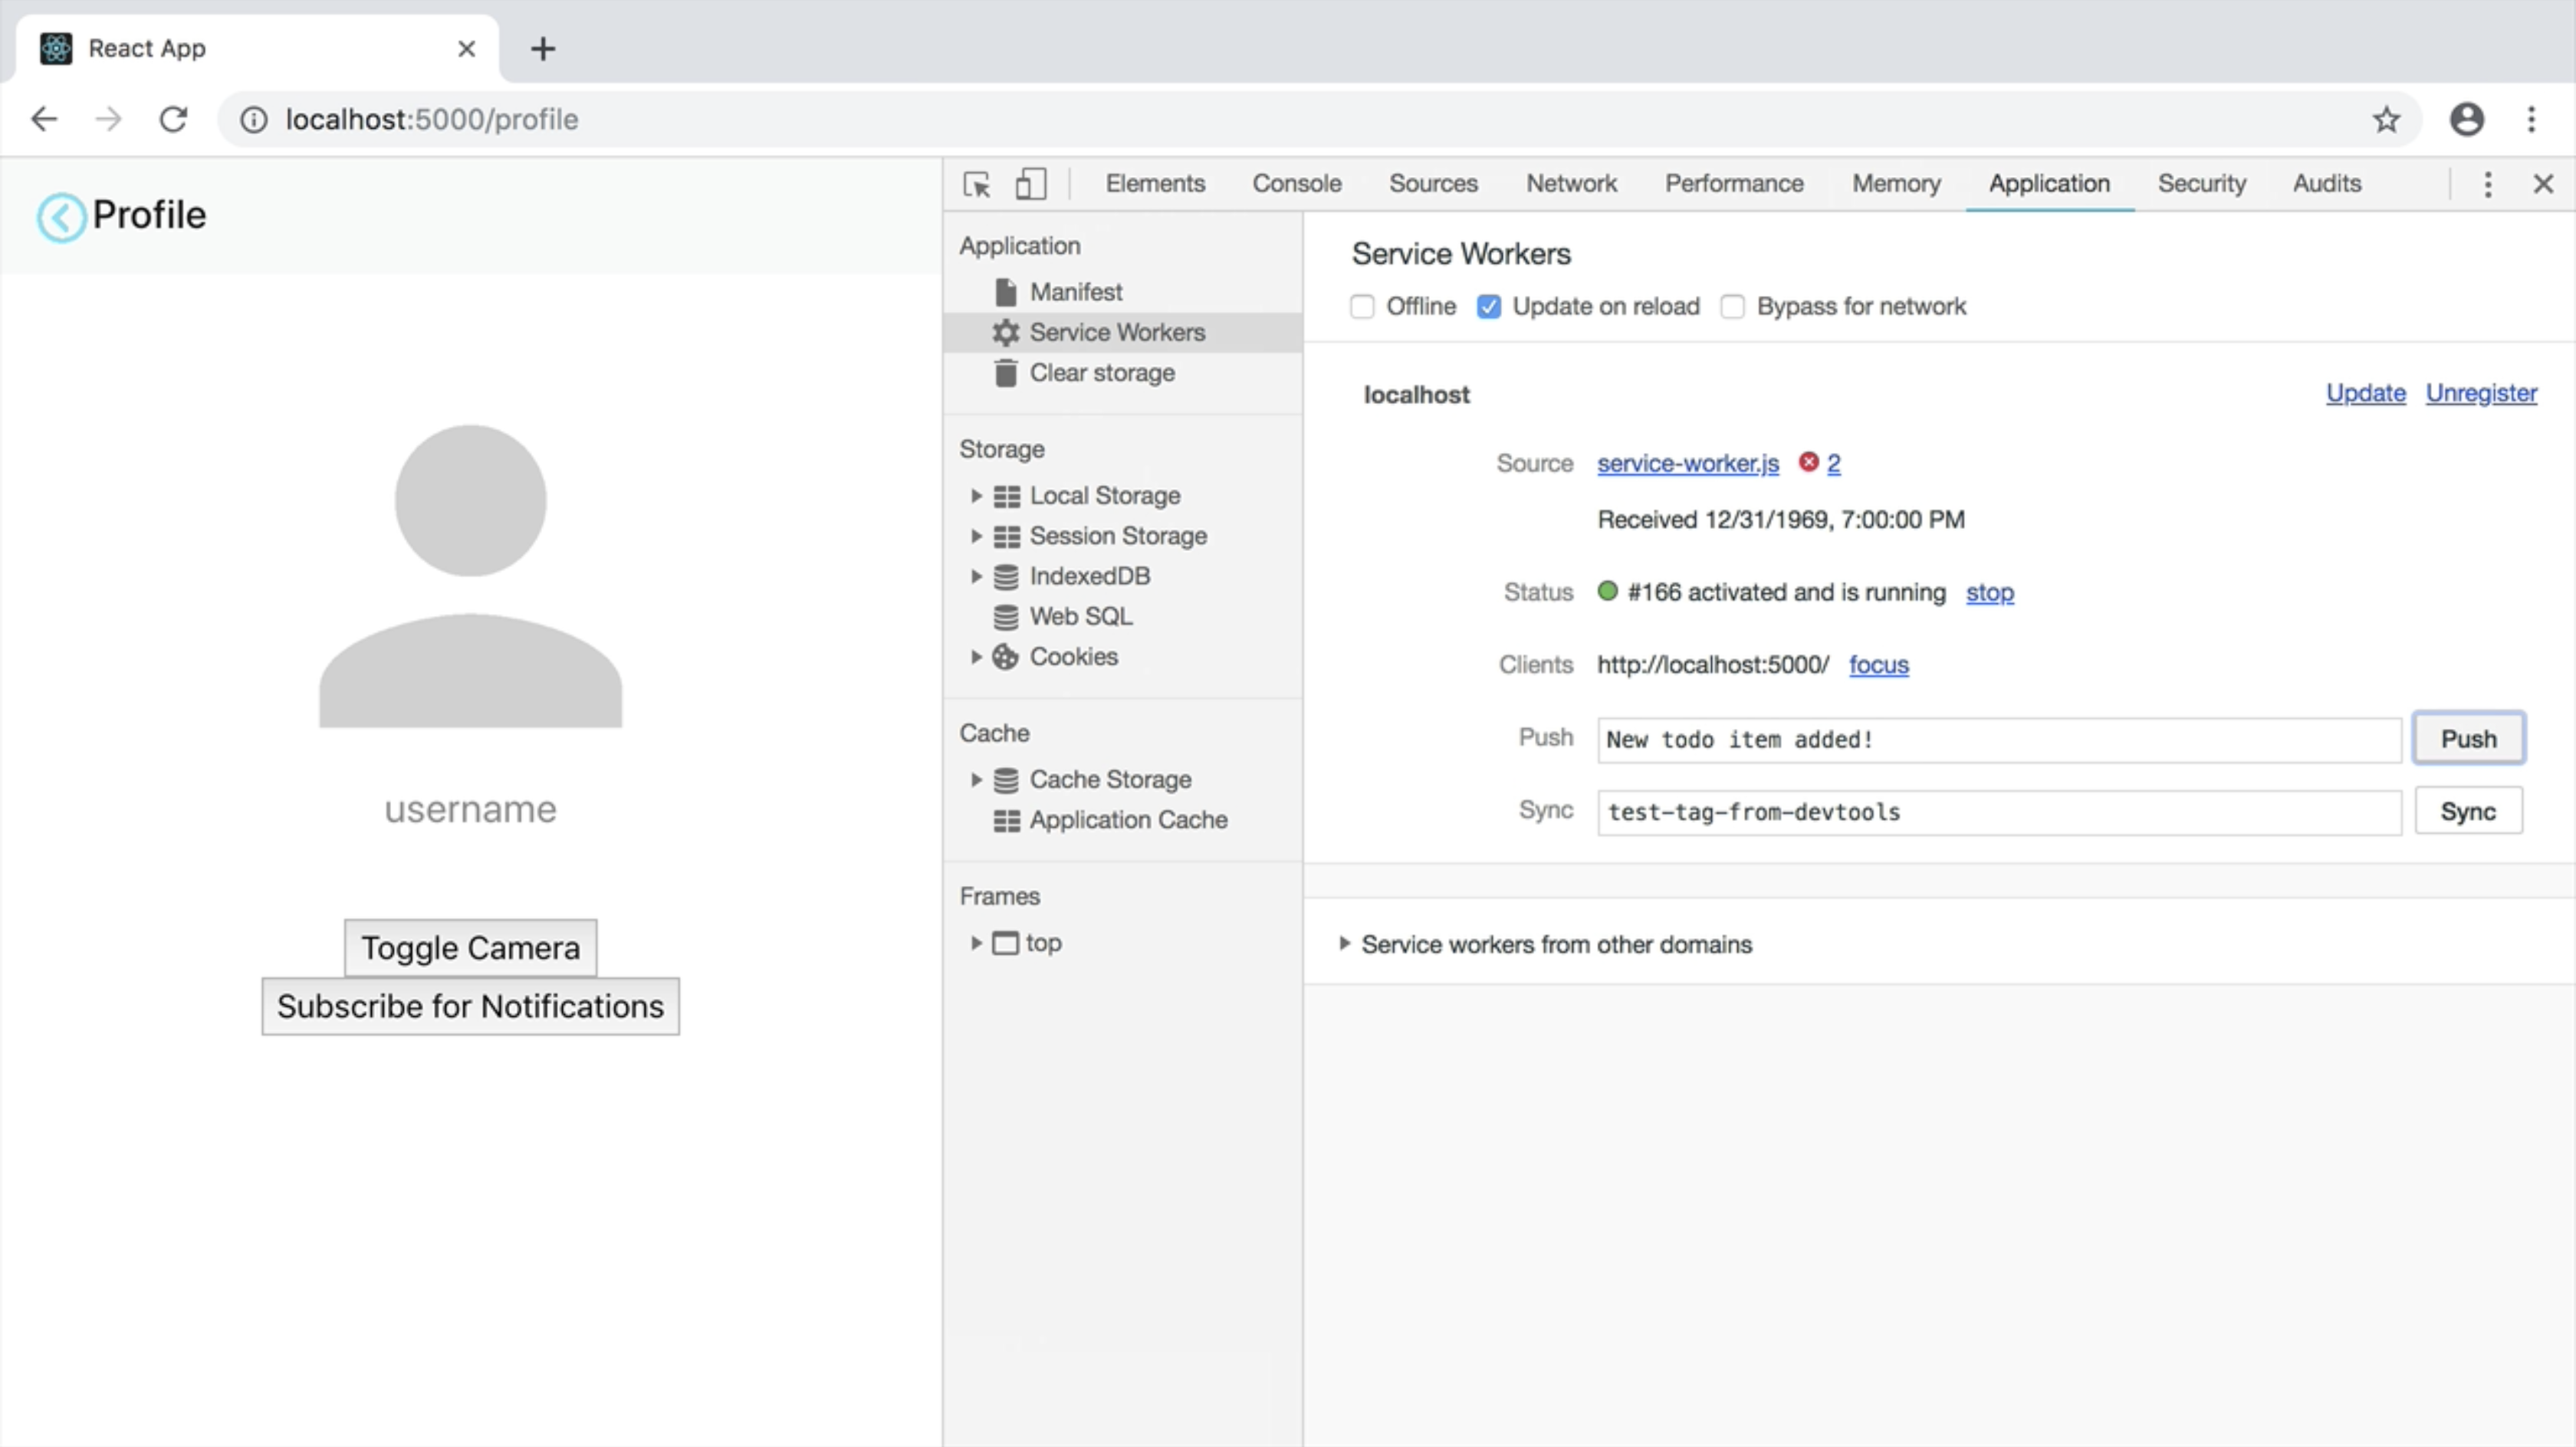 React App
localhost:5000/profile
Profile
username
Toggle Camera
Subscribe for Notifications
Elements Console Sources Network Performance Memory Application Security Audits
Application
Manifest
Service Workers
Clear storage
Storage
Local Storage
Session Storage
IndexedDB
Web SQL
Cookies
Cache
Cache Storage
Application Cache
Frames
top
Service Workers
Offline Update on reload Bypass for network
localhost Update Unregister
Source service-worker.js 2
Received 12/31/1969, 7:00:00 PM
Status #166 activated and is running stop
Clients http://localhost:5000/ focus
Push New todo item added! Push
Sync test-tag-from-devtools Sync
Service workers from other domains